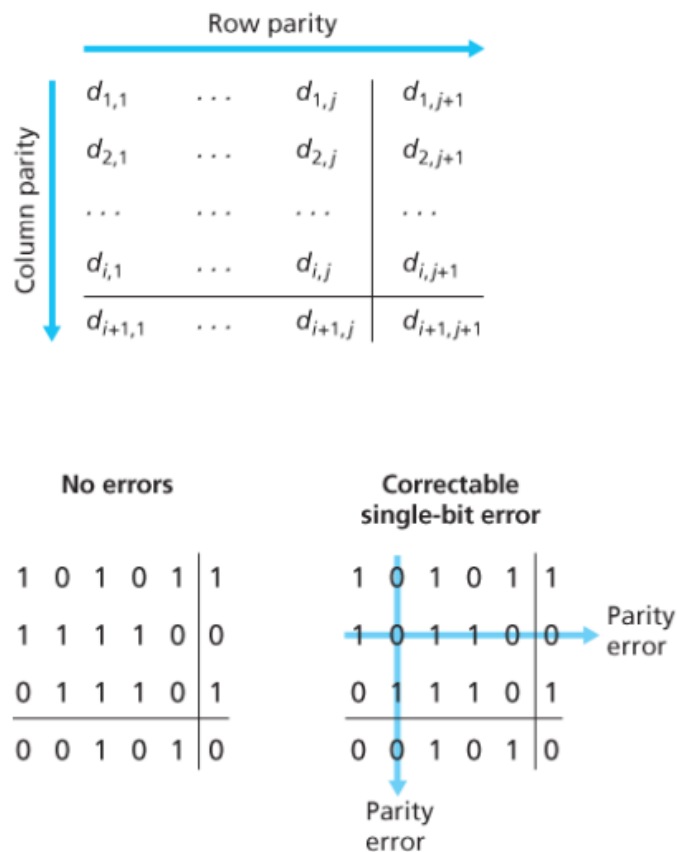 Row parity
Column parity
d1,1 ... d1,j d1,j+1
d2,1 ... d2,j d2,j+1
... ... ... ...
di,1 ... di,j di,j+1
di+1,1 ... di+1,j di+1,j+1
No errors
1 0 1 0 1 1
1 1 1 1 0 0
0 1 1 1 0 1
0 0 1 0 1 0
Correctable
single-bit error
1 0 1 0 1 1
1 0 1 1 0 0
0 1 1 1 0 1
0 0 1 0 1 0
Parity
error
Parity
error